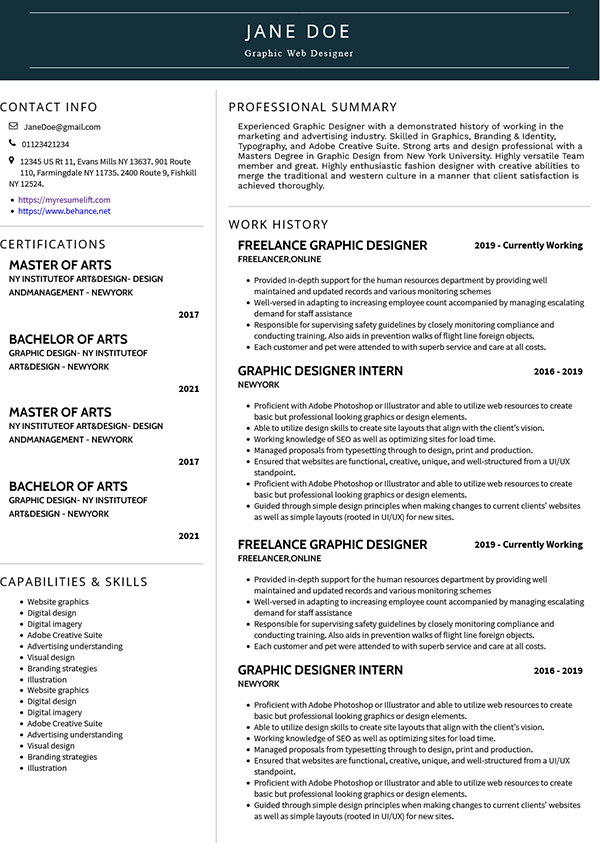 JANE DOE
Graphic Web Designer
CONTACT INFO
JaneDoe@gmail.com
01123421234
12345 US Rt 11, Evans Mills NY 13637. 901 Route
110, Farmingdale NY 11735. 2400 Route 9, Fishkill
NY 12524.
• https://myresumelift.com
• https://www.behance.net
CERTIFICATIONS
MASTER OF ARTS
NY INSTITUTEOF ART&DESIGN- DESIGN
ANDMANAGEMENT - NEWYORK
2017
BACHELOR OF ARTS
GRAPHIC DESIGN- NY INSTITUTEOF
ART&DESIGN - NEWYORK
2021
MASTER OF ARTS
NY INSTITUTEOF ART&DESIGN- DESIGN
ANDMANAGEMENT - NEWYORK
2017
BACHELOR OF ARTS
GRAPHIC DESIGN- NY INSTITUTEOF
ART&DESIGN - NEWYORK
2021
CAPABILITIES & SKILLS
• Website graphics
• Digital design
• Digital imagery
• Adobe Creative Suite
• Advertising understanding
• Visual design
• Branding strategies
• Illustration
• Website graphics
• Digital design
• Digital imagery
• Adobe Creative Suite
• Advertising understanding
• Visual design
• Branding strategies
• Illustration
PROFESSIONAL SUMMARY
Experienced Graphic Designer with a demonstrated history of working in the
marketing and advertising industry. Skilled in Graphics, Branding & Identity,
Typography, and Adobe Creative Suite. Strong arts and design professional with a
Masters Degree in Graphic Design from New York University. Highly versatile Team
member and great. Highly enthusiastic fashion designer with creative abilities to
merge the traditional and western culture in a manner that client satisfaction is
achieved thoroughly.
WORK HISTORY
FREELANCE GRAPHIC DESIGNER 2019 - Currently Working
FREELANCER,ONLINE
• Provided in-depth support for the human resources department by providing well
maintained and updated records and various monitoring schemes
• Well-versed in adapting to increasing employee count accompanied by managing escalating
demand for staff assistance
• Responsible for supervising safety guidelines by closely monitoring compliance and
conducting training. Also aids in prevention walks of flight line foreign objects.
• Each customer and pet were attended to with superb service and care at all costs.
GRAPHIC DESIGNER INTERN 2016 - 2019
NEWYORK
• Proficient with Adobe Photoshop or Illustrator and able to utilize web resources to create
basic but professional looking graphics or design elements.
• Able to utilize design skills to create site layouts that align with the client's vision.
• Working knowledge of SEO as well as optimizing sites for load time.
• Managed proposals from typesetting through to design, print and production.
• Ensured that websites are functional, creative, unique, and well-structured from a UI/UX
standpoint.
• Proficient with Adobe Photoshop or Illustrator and able to utilize web resources to create
basic but professional looking graphics or design elements.
• Guided through simple design principles when making changes to current clients' websites
as well as simple layouts (rooted in UI/UX) for new sites.
FREELANCE GRAPHIC DESIGNER 2019 - Currently Working
FREELANCER,ONLINE
• Provided in-depth support for the human resources department by providing well
maintained and updated records and various monitoring schemes
• Well-versed in adapting to increasing employee count accompanied by managing escalating
demand for staff assistance
• Responsible for supervising safety guidelines by closely monitoring compliance and
conducting training. Also aids in prevention walks of flight line foreign objects.
• Each customer and pet were attended to with superb service and care at all costs.
GRAPHIC DESIGNER INTERN 2016 - 2019
NEWYORK
• Proficient with Adobe Photoshop or Illustrator and able to utilize web resources to create
basic but professional looking graphics or design elements.
• Able to utilize design skills to create site layouts that align with the client's vision.
• Working knowledge of SEO as well as optimizing sites for load time.
• Managed proposals from typesetting through to design, print and production.
• Ensured that websites are functional, creative, unique, and well-structured from a UI/UX
standpoint.
• Proficient with Adobe Photoshop or Illustrator and able to utilize web resources to create
basic but professional looking graphics or design elements.
• Guided through simple design principles when making changes to current clients' websites
as well as simple layouts (rooted in UI/UX) for new sites.